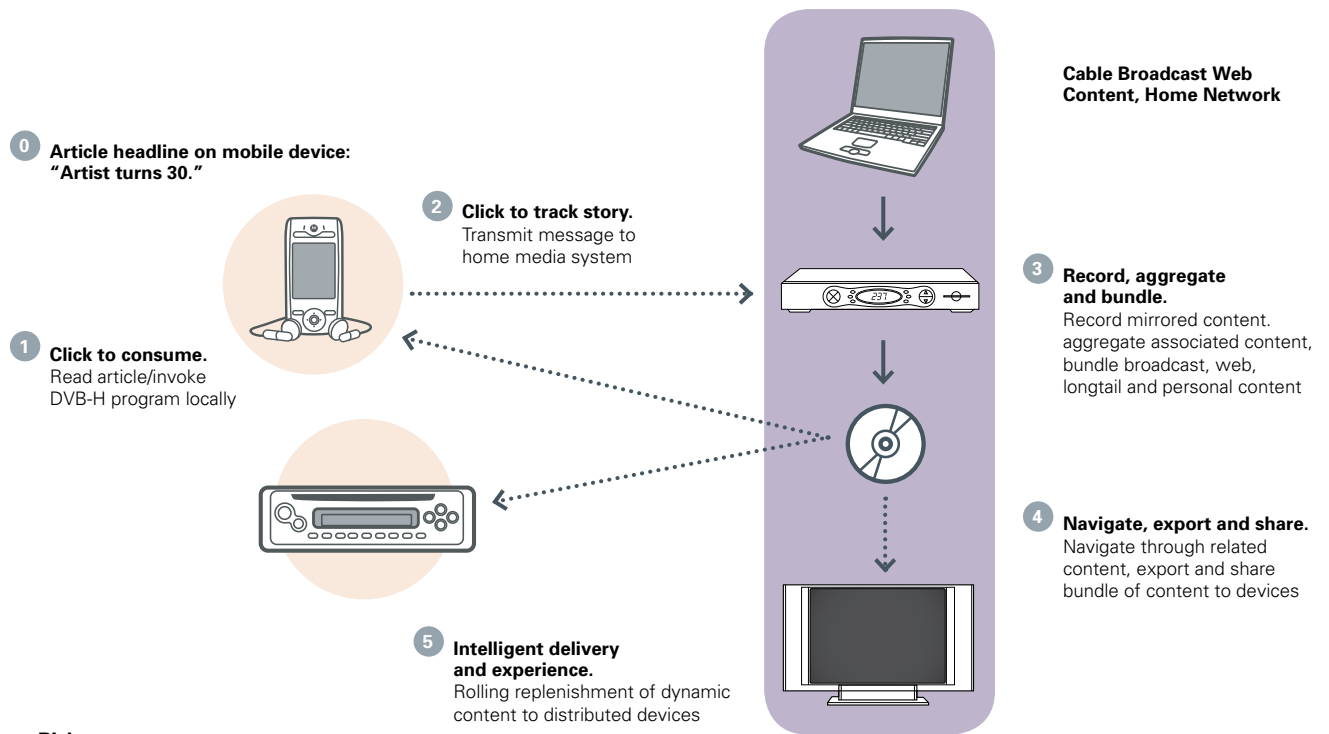 Cable Broadcast Web
Content, Home Network
0
Article headline on mobile device:
“Artist turns 30.”
2
Click to track story.
Transmit message to
home media system
237
3
Record, aggregate
and bundle.
Record mirrored content.
aggregate associated content,
bundle broadcast, web,
longtail and personal content
1
Click to consume.
Read article/invoke
DVB-H program locally
4
Navigate, export and share.
Navigate through related
content, export and share
bundle of content to devices
5
Intelligent delivery
and experience.
Rolling replenishment of dynamic
content to distributed devices